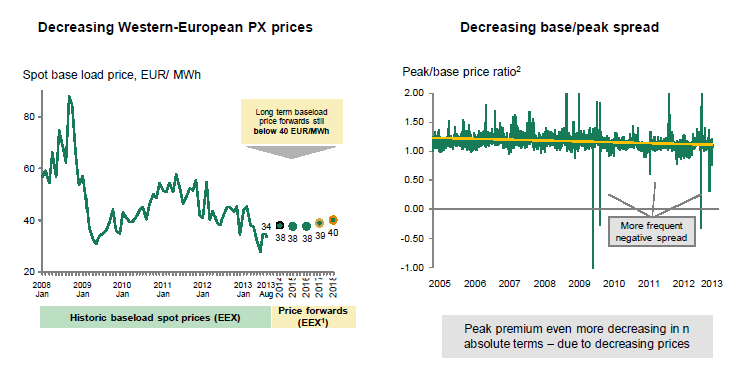 Decreasing Western-European PX prices
Spot base load price, EUR/ MWh
Long term baseload
price forwards still
below 40 EUR/MWh
80
60
40
20
34
38 38 38 39 40
2008 2009 2010 2011 2012 2013 2013 2014 2015 2016 2017 2018
Jan Jan Jan Jan Jan Jan Aug
Historic baseload spot prices (EEX)
Price forwards
(EEX¹)
Decreasing base/peak spread
Peak/base price ratio²
2.00
1.50
1.00
0.50
0.00
-0.50
-1.00
More frequent
negative spread
2005 2006 2007 2008 2009 2010 2011 2012 2013
Peak premium even more decreasing in n
absolute terms – due to decreasing prices